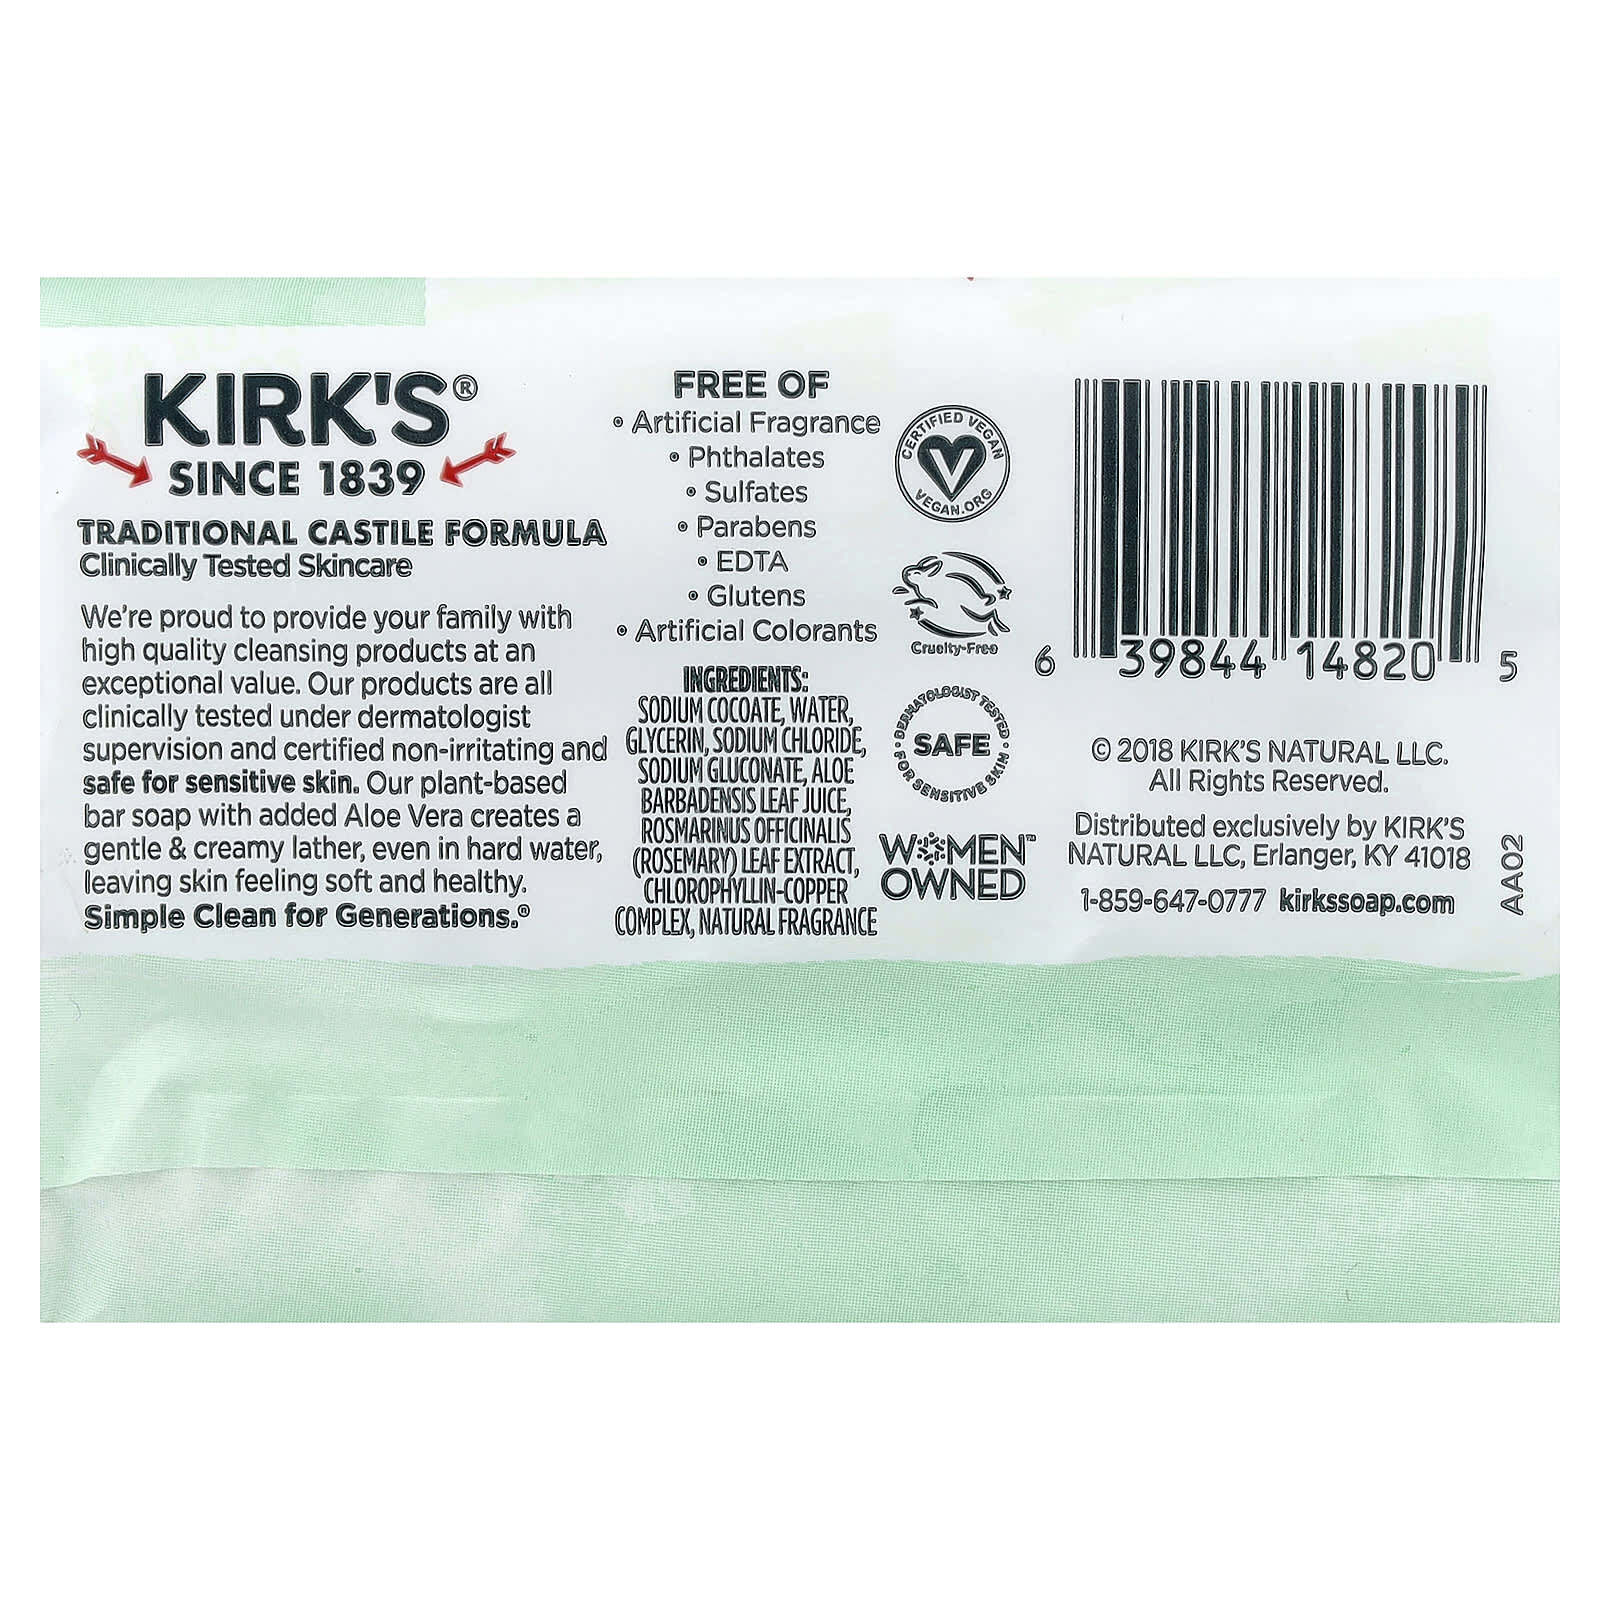 KIRK'S®
SINCE 1839
TRADITIONAL CASTILE FORMULA
Clinically Tested Skincare
We're proud to provide your family with
high quality cleansing products at an
exceptional value. Our products are all
clinically tested under dermatologist
supervision and certified non-irritating and
safe for sensitive skin. Our plant-based
bar soap with added Aloe Vera creates a
gentle & creamy lather, even in hard water,
leaving skin feeling soft and healthy.
Simple Clean for Generations.®
FREE OF
• Artificial Fragrance
• Phthalates
• Sulfates
• Parabens
• EDTA
• Glutens
• Artificial Colorants
INGREDIENTS:
SODIUM COCOATE, WATER,
GLYCERIN, SODIUM CHLORIDE,
SODIUM GLUCONATE, ALOE
BARBADENSIS LEAF JUICE,
ROSMARINUS OFFICINALIS
(ROSEMARY) LEAF EXTRACT,
CHLOROPHYLLIN-COPPER
COMPLEX, NATURAL FRAGRANCE
CERTIFIED VEGAN
V
VEGAN.ORG
Cruelty-Free
• DERMATOLOGIST TESTED •
SAFE
FOR SENSITIVE SKIN
WOMEN™
OWNED
6 39844 14820 5
© 2018 KIRK'S NATURAL LLC.
All Rights Reserved.
Distributed exclusively by KIRK'S
NATURAL LLC, Erlanger, KY 41018
1-859-647-0777 kirkssoap.com
AA02